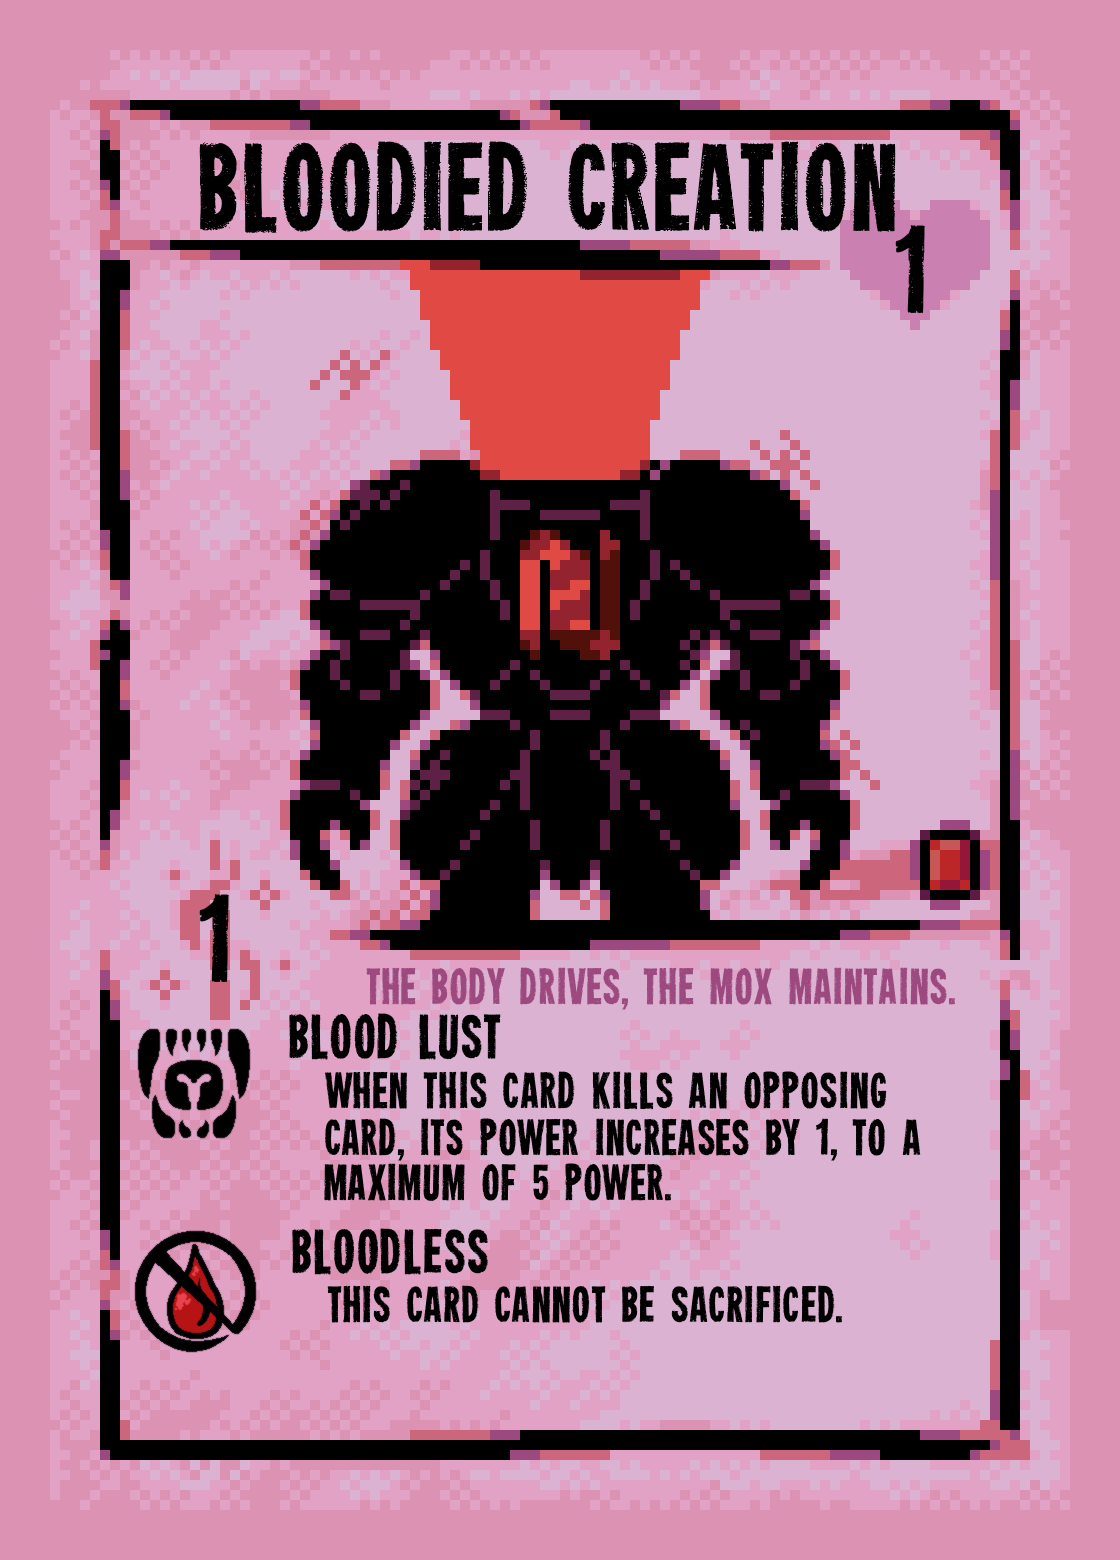 BLOODIED CREATION
1
1
THE BODY DRIVES, THE MOX MAINTAINS.
BLOOD LUST
WHEN THIS CARD KILLS AN OPPOSING
CARD, ITS POWER INCREASES BY 1, TO A
MAXIMUM OF 5 POWER.
BLOODLESS
THIS CARD CANNOT BE SACRIFICED.